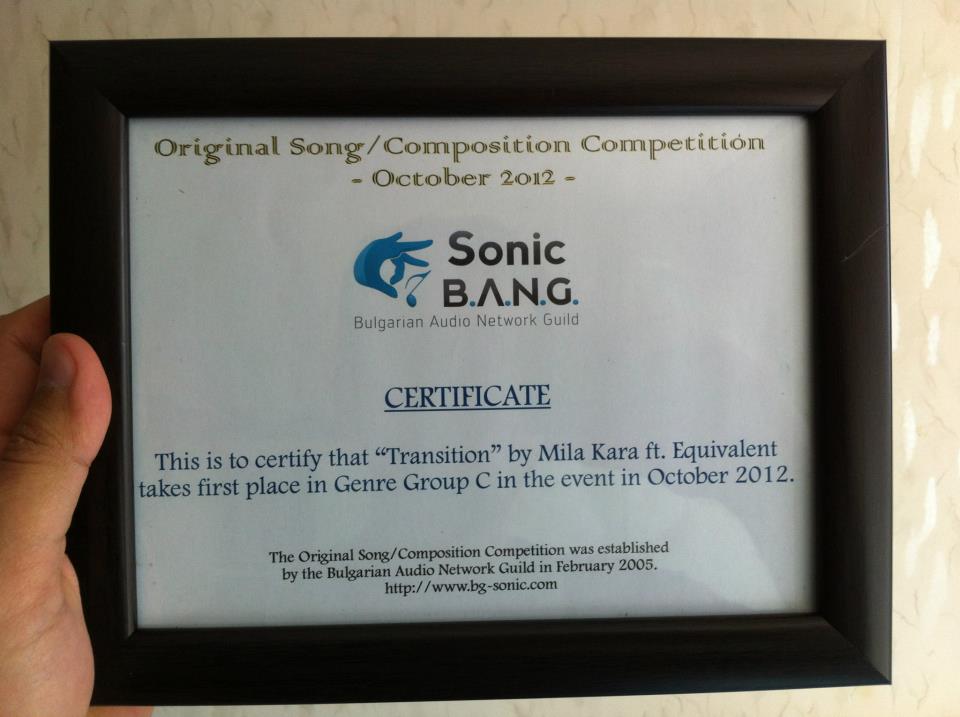 Original Song/Composition Competition
- October 2012 -
Sonic
B.A.N.G.
Bulgarian Audio Network Guild
CERTIFICATE
This is to certify that “Transition” by Mila Kara ft. Equivalent
takes first place in Genre Group C in the event in October 2012.
The Original Song/Composition Competition was established
by the Bulgarian Audio Network Guild in February 2005.
http://www.bg-sonic.com